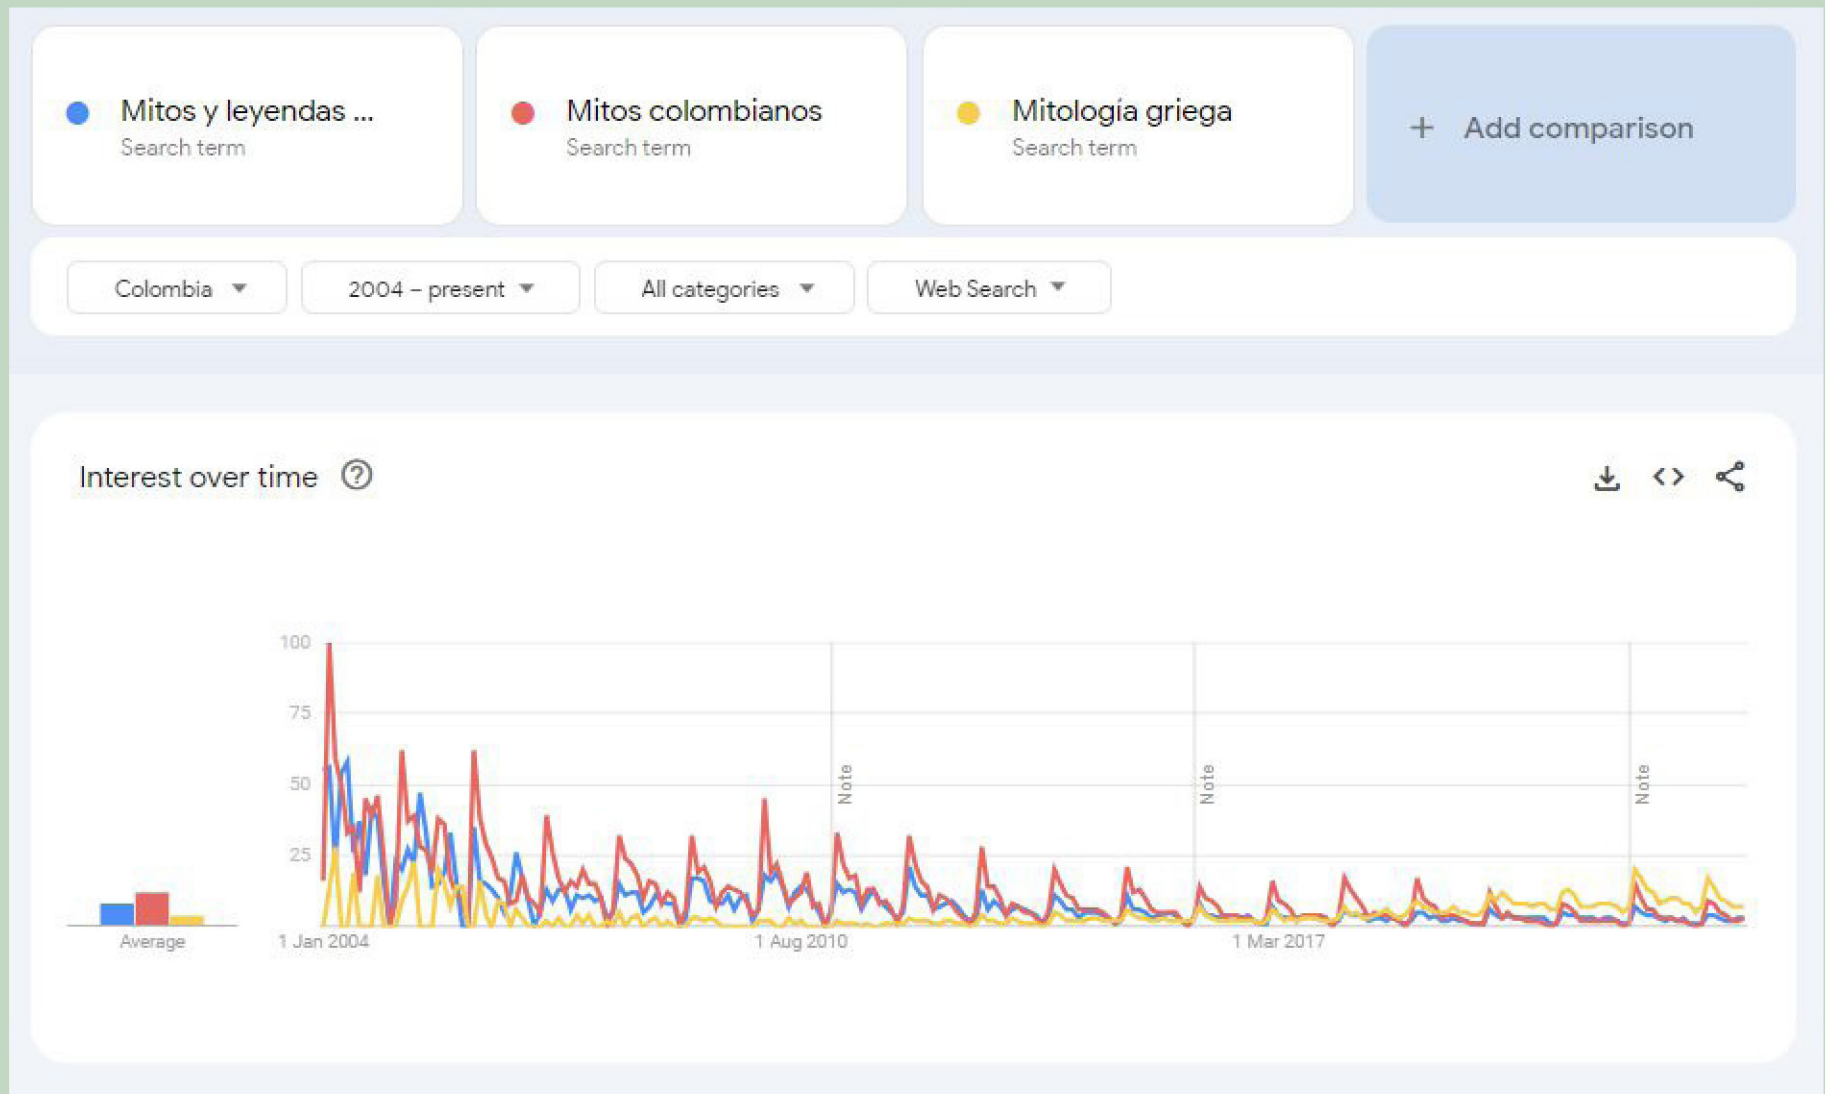 Mitos y leyendas ...
Search term
Mitos colombianos
Search term
Mitología griega
Search term
+ Add comparison
Colombia
2004 – present
All categories
Web Search
Interest over time
100
75
50
25
Note
Note
Note
Average
1 Jan 2004
1 Aug 2010
1 Mar 2017